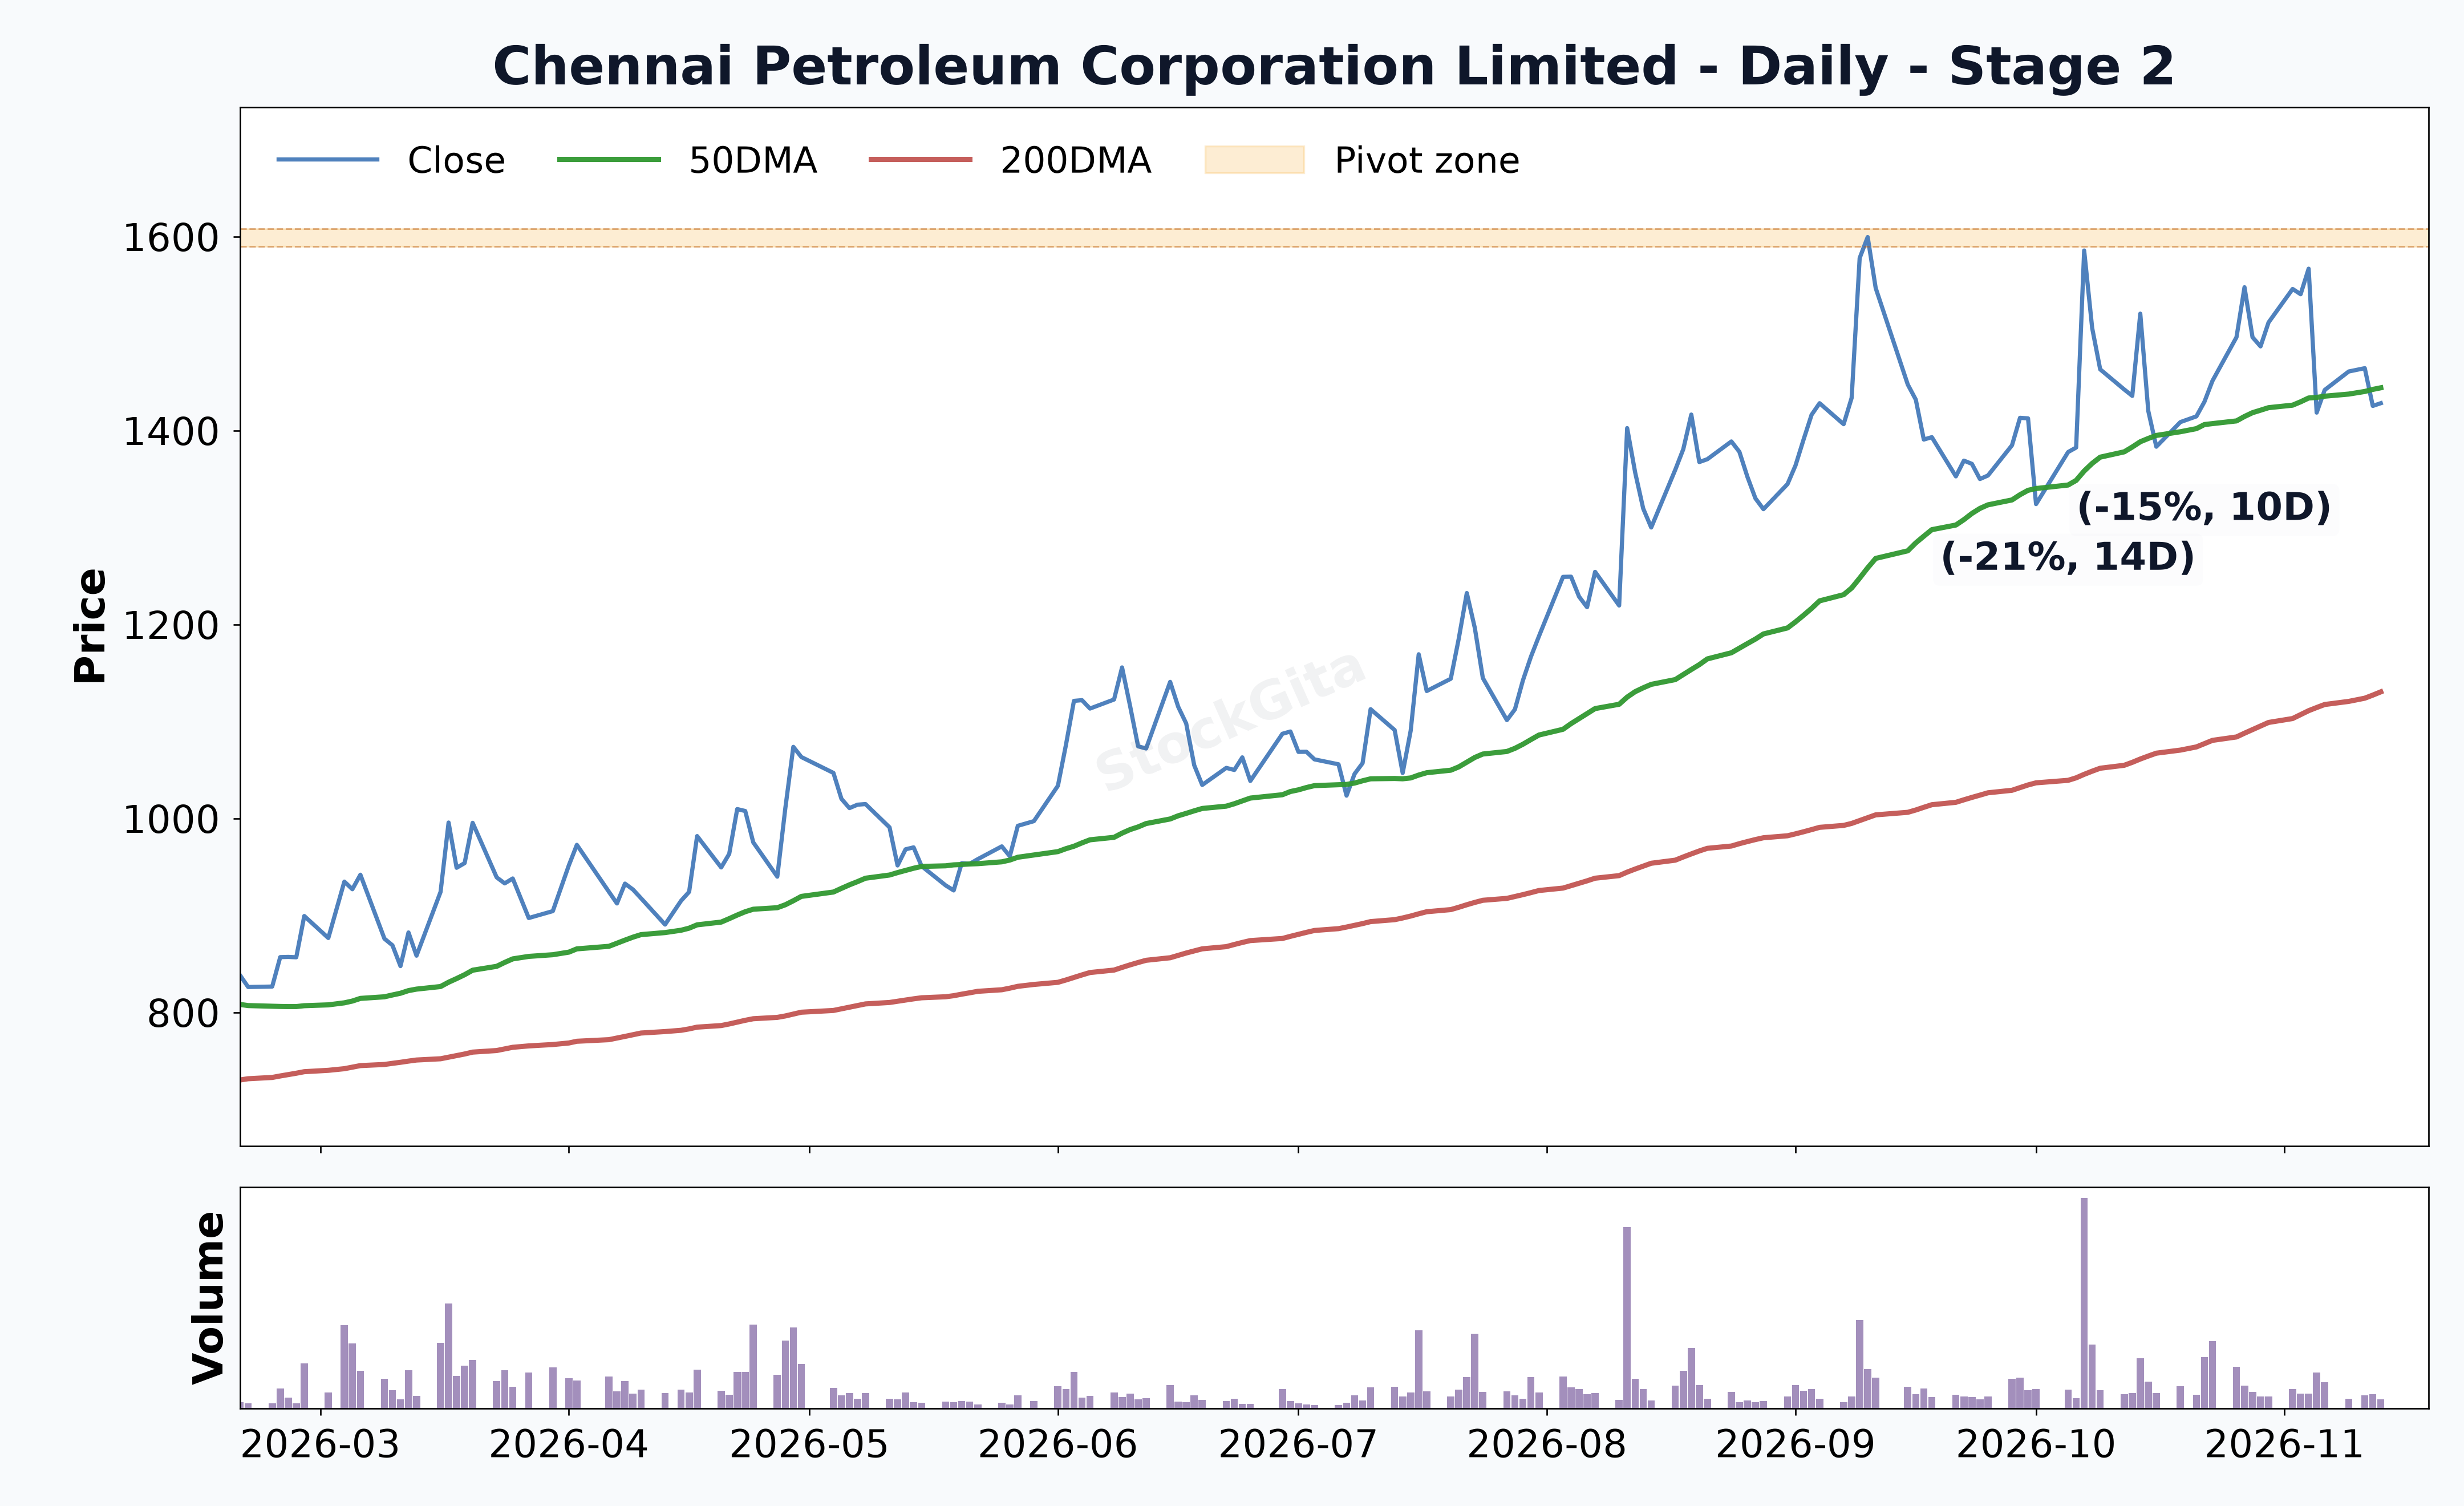 Chennai Petroleum Corporation Limited - Daily - Stage 2
Close 50DMA 200DMA Pivot zone
1600
1400
1200
1000
800
Price
(-15%, 10D)
(-21%, 14D)
StockGita
Volume
2026-03 2026-04 2026-05 2026-06 2026-07 2026-08 2026-09 2026-10 2026-11